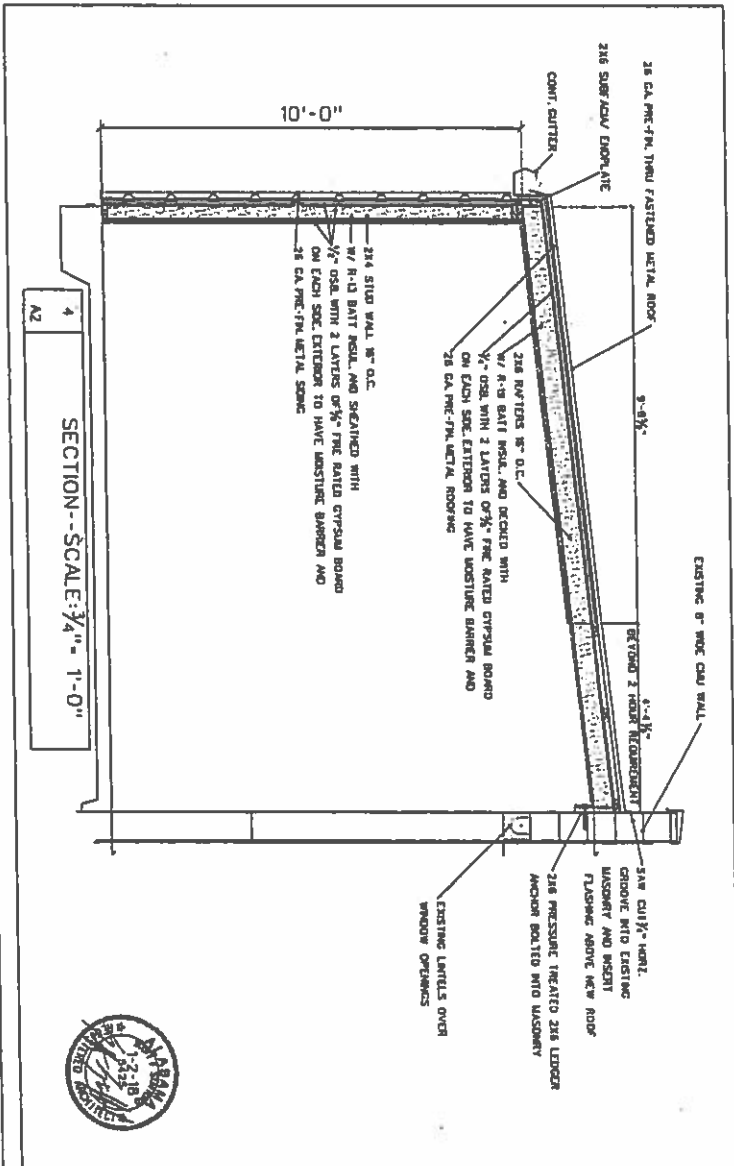 26 GA. PRE-FIN. THRU FASTENED METAL ROOF
2X6 SUBFACIA/ ENDPLATE
CONT. GUTTER
10'-0"
EXISTING 8" WIDE CMU WALL
BEYOND 2 HOUR REQUIREMENT
2X6 RAFTERS 16" O.C.
W/ R-19 BATT INSUL. AND DECKED WITH
OSB. WITH 2 LAYERS OF 5/8" FIRE RATED GYPSUM BOARD
ON EACH SIDE. EXTERIOR TO HAVE MOISTURE BARRIER AND
26 GA. PRE-FIN. METAL ROOFING
2X4 STUD WALL 16" O.C.
W/ R-13 BATT INSUL. AND SHEATHED WITH
1/2" OSB. WITH 2 LAYERS OF 5/8" FIRE RATED GYPSUM BOARD
ON EACH SIDE. EXTERIOR TO HAVE MOISTURE BARRIER AND
26 GA. PRE-FIN. METAL SIDING
SAW CUT HORZ.
GROOVE INTO EXISTING
MASONRY AND INSERT
FLASHING ABOVE NEW ROOF
2X6 PRESSURE TREATED 2X6 LEDGER
ANCHOR BOLTED INTO MASONRY
EXISTING LINTELS OVER
WINDOW OPENINGS
4
A2
SECTION--SCALE:3/4"= 1'-0"
ALABAMA
1-2-18
REGISTERED ARCHITECT